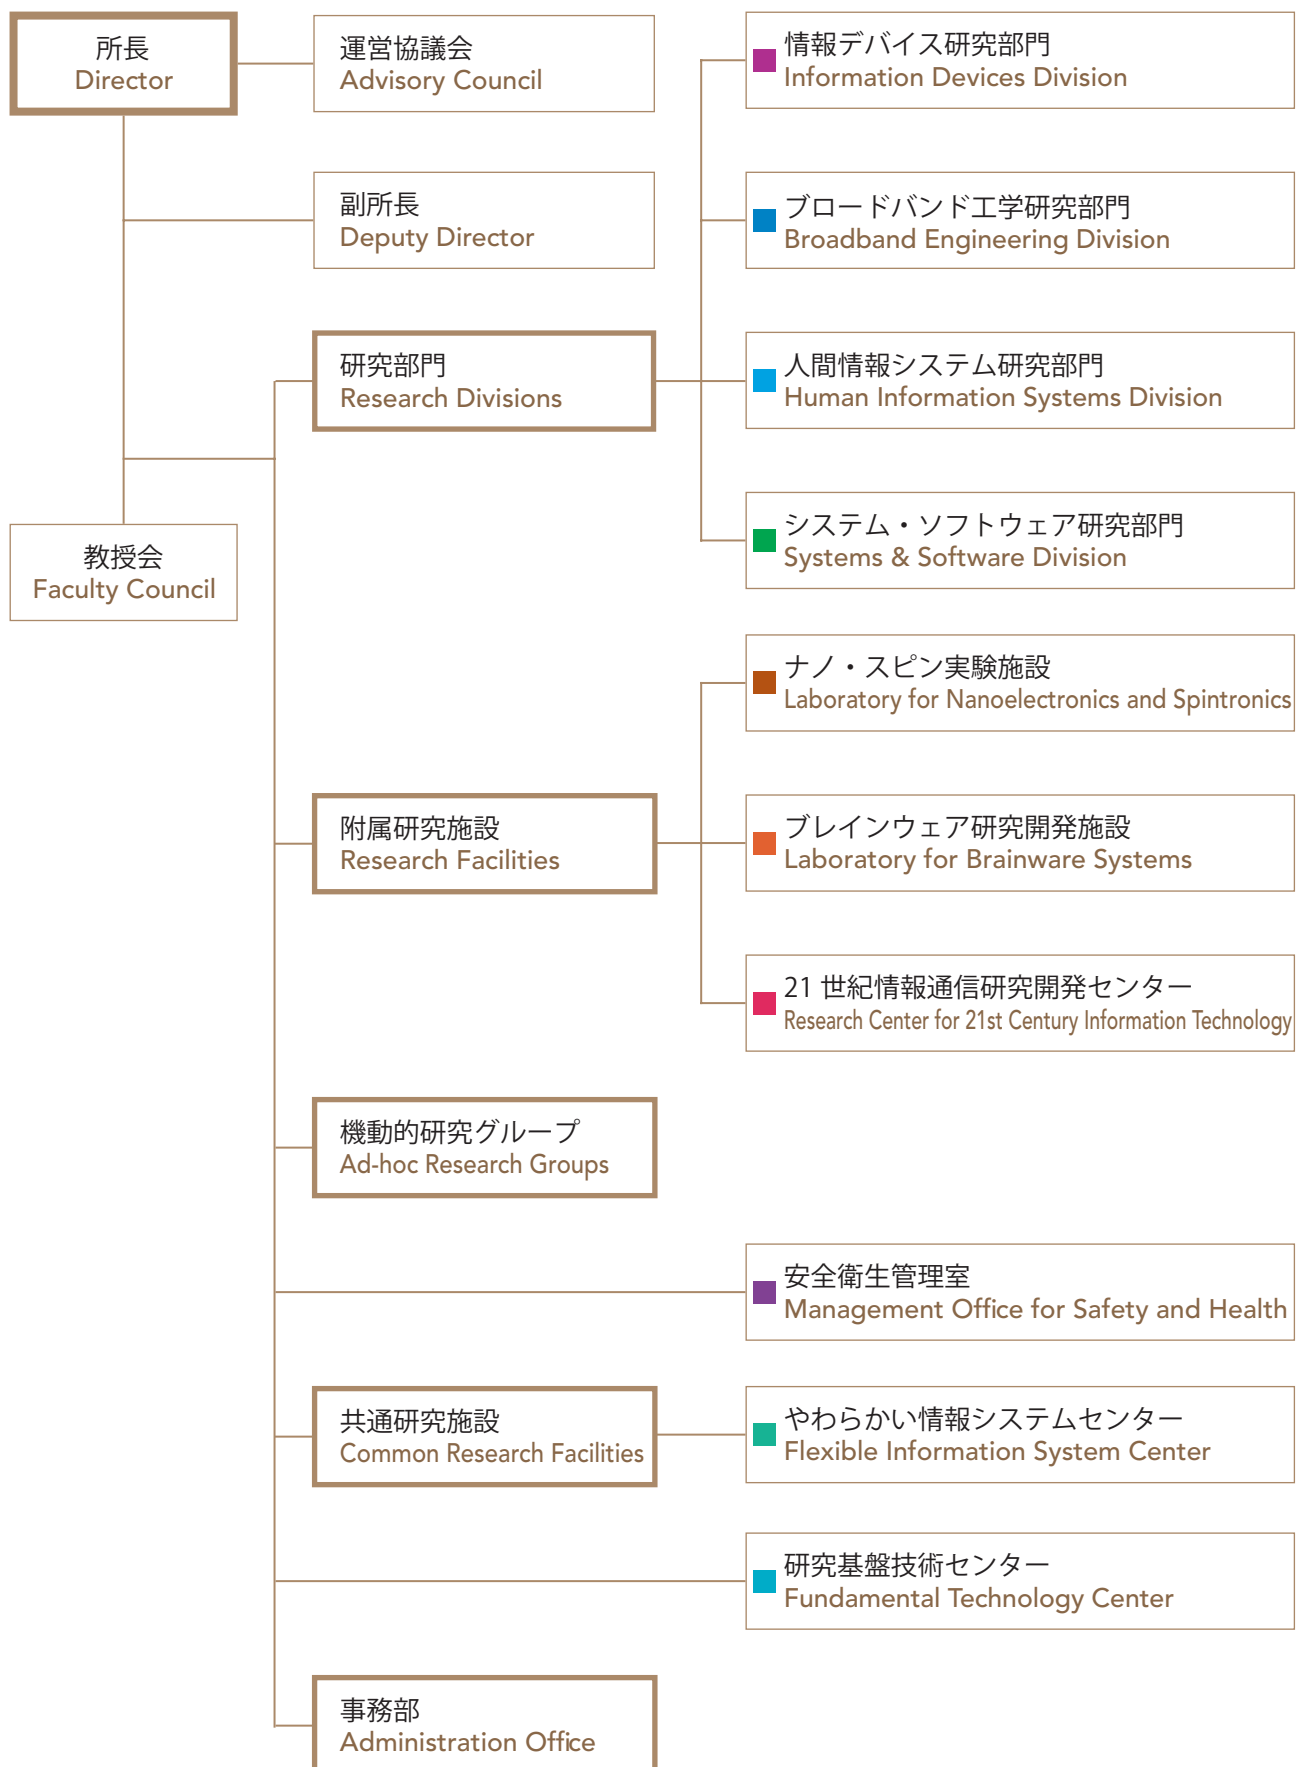 所長
Director
運営協議会
Advisory Council
副所長
Deputy Director
研究部門
Research Divisions
情報デバイス研究部門
Information Devices Division
ブロードバンド工学研究部門
Broadband Engineering Division
人間情報システム研究部門
Human Information Systems Division
システム・ソフトウェア研究部門
Systems & Software Division
教授会
Faculty Council
附属研究施設
Research Facilities
ナノ・スピン実験施設
Laboratory for Nanoelectronics and Spintronics
ブレインウェア研究開発施設
Laboratory for Brainware Systems
21 世紀情報通信研究開発センター
Research Center for 21st Century Information Technology
機動的研究グループ
Ad-hoc Research Groups
安全衛生管理室
Management Office for Safety and Health
共通研究施設
Common Research Facilities
やわらかい情報システムセンター
Flexible Information System Center
研究基盤技術センター
Fundamental Technology Center
事務部
Administration Office